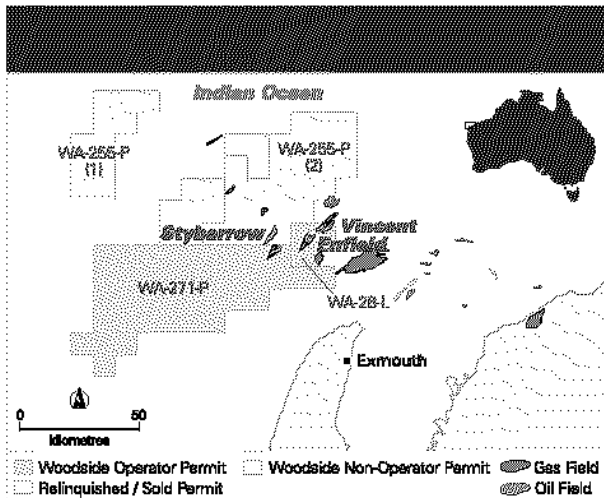 Indian Ocean
WA-255-P
(1)
WA-255-P
(2)
Stybarrow
Vincent
Enfield
WA-271-P
WA-28-L
Exmouth
0 50
kilometres
Woodside Operator Permit
Woodside Non-Operator Permit
Gas Field
Relinquished / Sold Permit
Oil Field